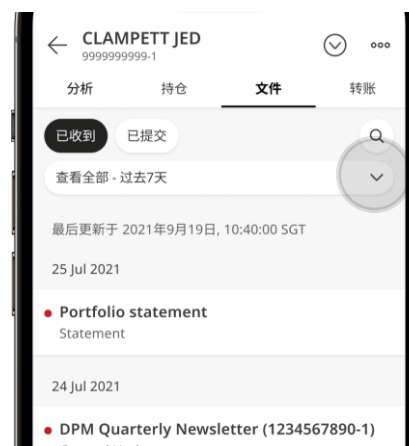 CLAMPETT JED
9999999999-1
分析 持仓 文件 转账
已收到 已提交
查看全部 - 过去7天
最后更新于 2021年9月19日, 10:40:00 SGT
25 Jul 2021
Portfolio statement
Statement
24 Jul 2021
DPM Quarterly Newsletter (1234567890-1)